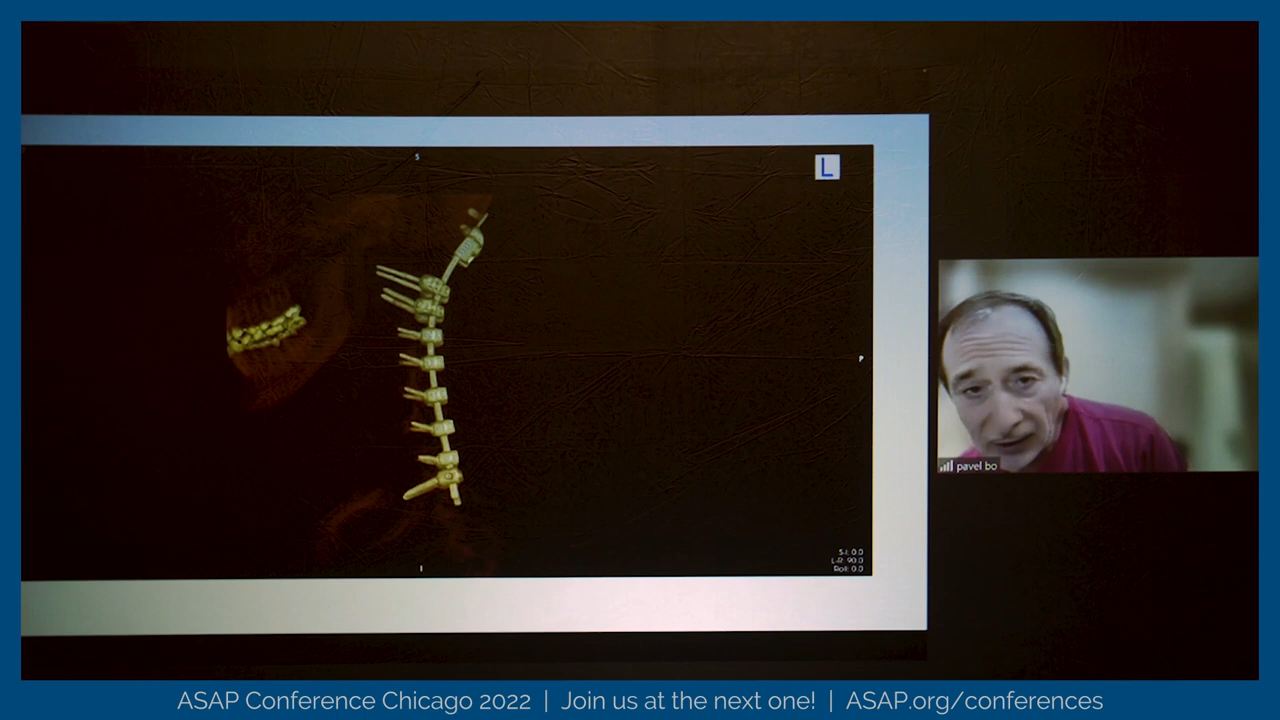 S
L
P
pavel bo
S-I: 0.0
L-R: 90.0
Roll: 0.0
I
ASAP Conference Chicago 2022 | Join us at the next one! | ASAP.org/conferences